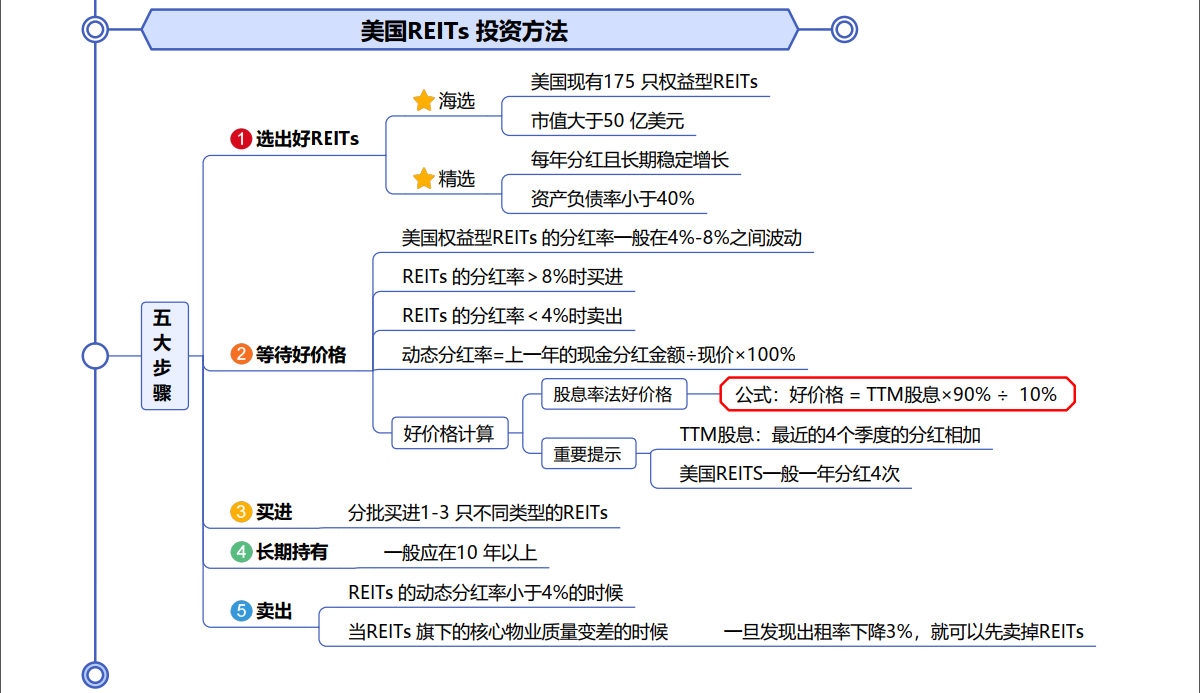 美国REITs 投资方法
五大步骤
1 选出好REITs
海选
美国现有175 只权益型REITs
市值大于50 亿美元
精选
每年分红且长期稳定增长
资产负债率小于40%
2 等待好价格
美国权益型REITs 的分红率一般在4%-8%之间波动
REITs 的分红率＞8%时买进
REITs 的分红率＜4%时卖出
动态分红率=上一年的现金分红金额÷现价×100%
好价格计算
股息率法好价格
公式：好价格 = TTM股息×90% ÷ 10%
重要提示
TTM股息：最近的4个季度的分红相加
美国REITS一般一年分红4次
3 买进
分批买进1-3 只不同类型的REITs
4 长期持有
一般应在10 年以上
5 卖出
REITs 的动态分红率小于4%的时候
当REITs 旗下的核心物业质量变差的时候
一旦发现出租率下降3%，就可以先卖掉REITs